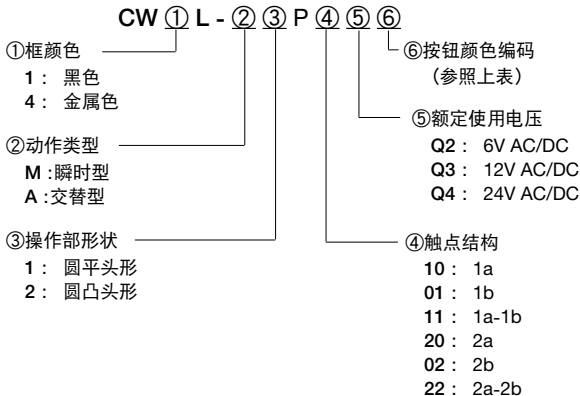 CW ① L - ② ③ P ④ ⑤ ⑥
①框颜色
1： 黑色
4： 金属色
②动作类型
M :瞬时型
A :交替型
③操作部形状
1： 圆平头形
2： 圆凸头形
⑥按钮颜色编码
（参照上表）
⑤额定使用电压
Q2： 6V AC/DC
Q3： 12V AC/DC
Q4： 24V AC/DC
④触点结构
10： 1a
01： 1b
11： 1a-1b
20： 2a
02： 2b
22： 2a-2b